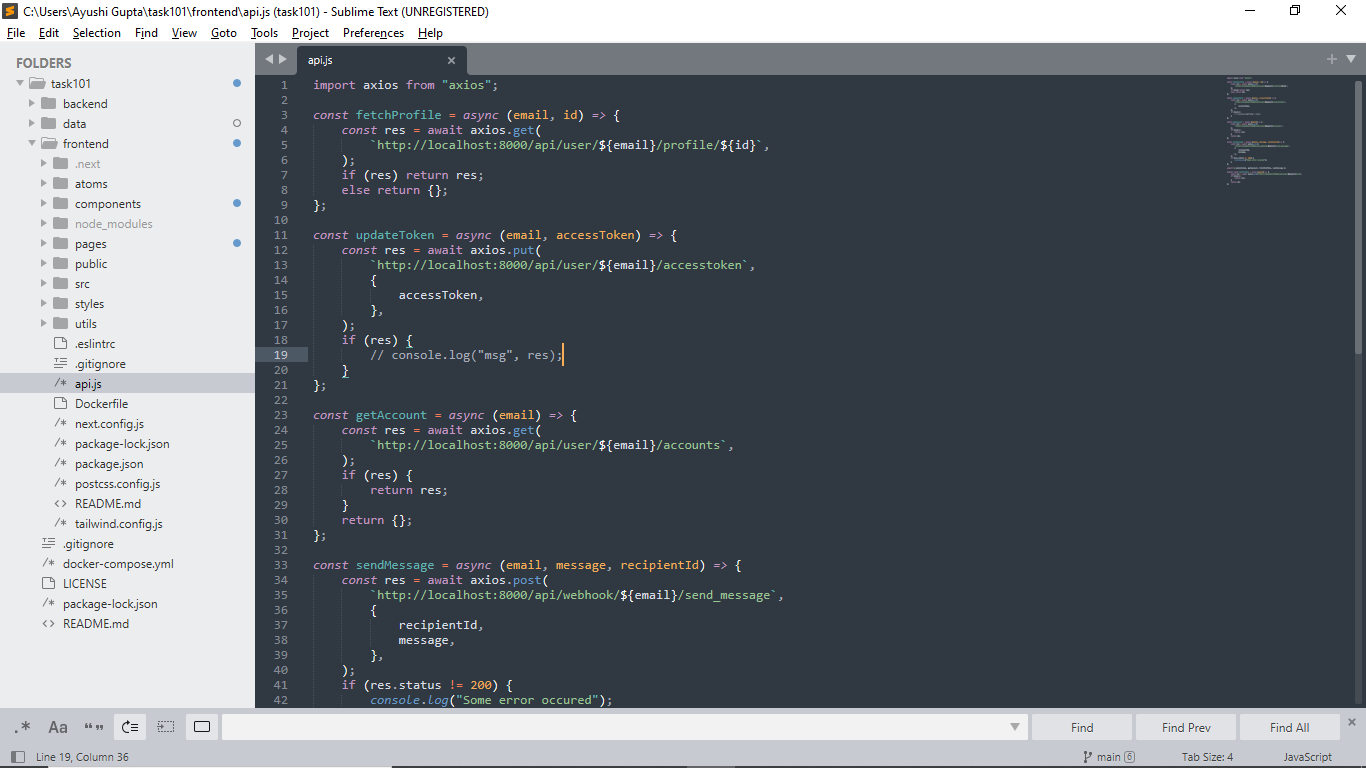 C:\Users\Ayushi Gupta\task101\frontend\api.js (task101) - Sublime Text (UNREGISTERED)
File Edit Selection Find View Goto Tools Project Preferences Help
FOLDERS
task101
backend
data
frontend
.next
atoms
components
node_modules
pages
public
src
styles
utils
.eslintrc
.gitignore
api.js
Dockerfile
next.config.js
package-lock.json
package.json
postcss.config.js
README.md
tailwind.config.js
.gitignore
docker-compose.yml
LICENSE
package-lock.json
README.md
api.js
1 import axios from "axios";
2
3 const fetchProfile = async (email, id) => {
4     const res = await axios.get(
5         `http://localhost:8000/api/user/${email}/profile/${id}`,
6     );
7     if (res) return res;
8     else return {};
9 };
10
11 const updateToken = async (email, accessToken) => {
12     const res = await axios.put(
13         `http://localhost:8000/api/user/${email}/accesstoken`,
14         {
15             accessToken,
16         },
17     );
18     if (res) {
19         // console.log("msg", res);
20     }
21 };
22
23 const getAccount = async (email) => {
24     const res = await axios.get(
25         `http://localhost:8000/api/user/${email}/accounts`,
26     );
27     if (res) {
28         return res;
29     }
30     return {};
31 };
32
33 const sendMessage = async (email, message, recipientId) => {
34     const res = await axios.post(
35         `http://localhost:8000/api/webhook/${email}/send_message`,
36         {
37             recipientId,
38             message,
39         },
40     );
41     if (res.status != 200) {
42         console.log("Some error occured");
.* Aa “” Find Find Prev Find All
Line 19, Column 36 main 6 Tab Size: 4 JavaScript